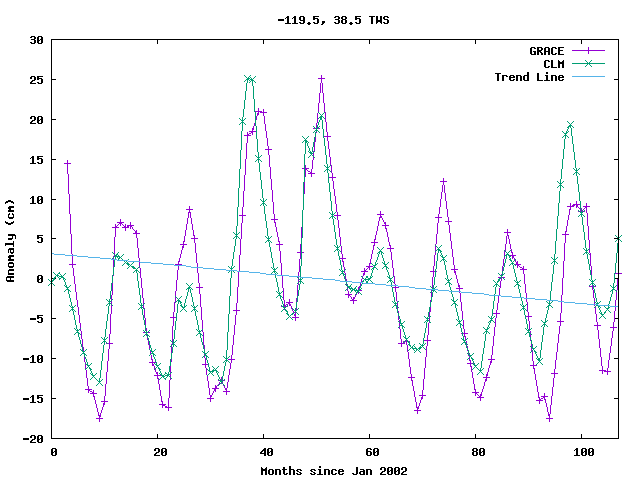 -119.5, 38.5 TWS
30
25
20
15
10
5
0
-5
-10
-15
-20
GRACE
CLM
Trend Line
Anomaly (cm)
0 20 40 60 80 100
Months since Jan 2002